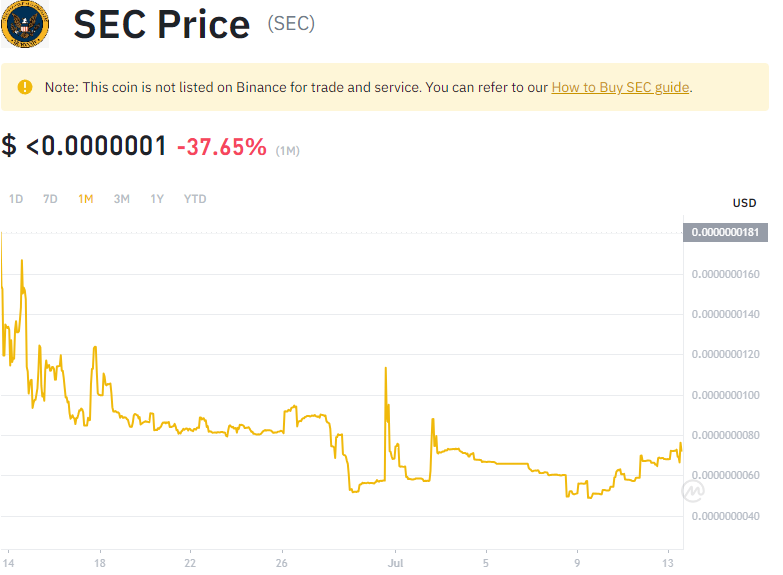 SEC Price (SEC)
Note: This coin is not listed on Binance for trade and service. You can refer to our How to Buy SEC guide.
$ <0.0000001 -37.65% (1M)
1D 7D 1M 3M 1Y YTD
USD
0.0000000181
0.0000000160
0.0000000140
0.0000000120
0.0000000100
0.0000000080
0.0000000060
0.0000000040
14 18 22 26 Jul 5 9 13